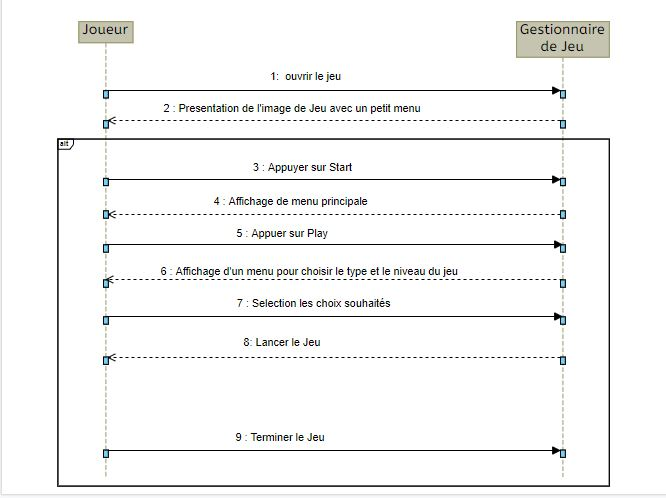 Joueur
Gestionnaire
de Jeu
1: ouvrir le jeu
2 : Presentation de l'image de Jeu avec un petit menu
alt
3 : Appuyer sur Start
4 : Affichage de menu principale
5 : Appuer sur Play
6 : Affichage d'un menu pour choisir le type et le niveau du jeu
7 : Selection les choix souhaités
8: Lancer le Jeu
9 : Terminer le Jeu